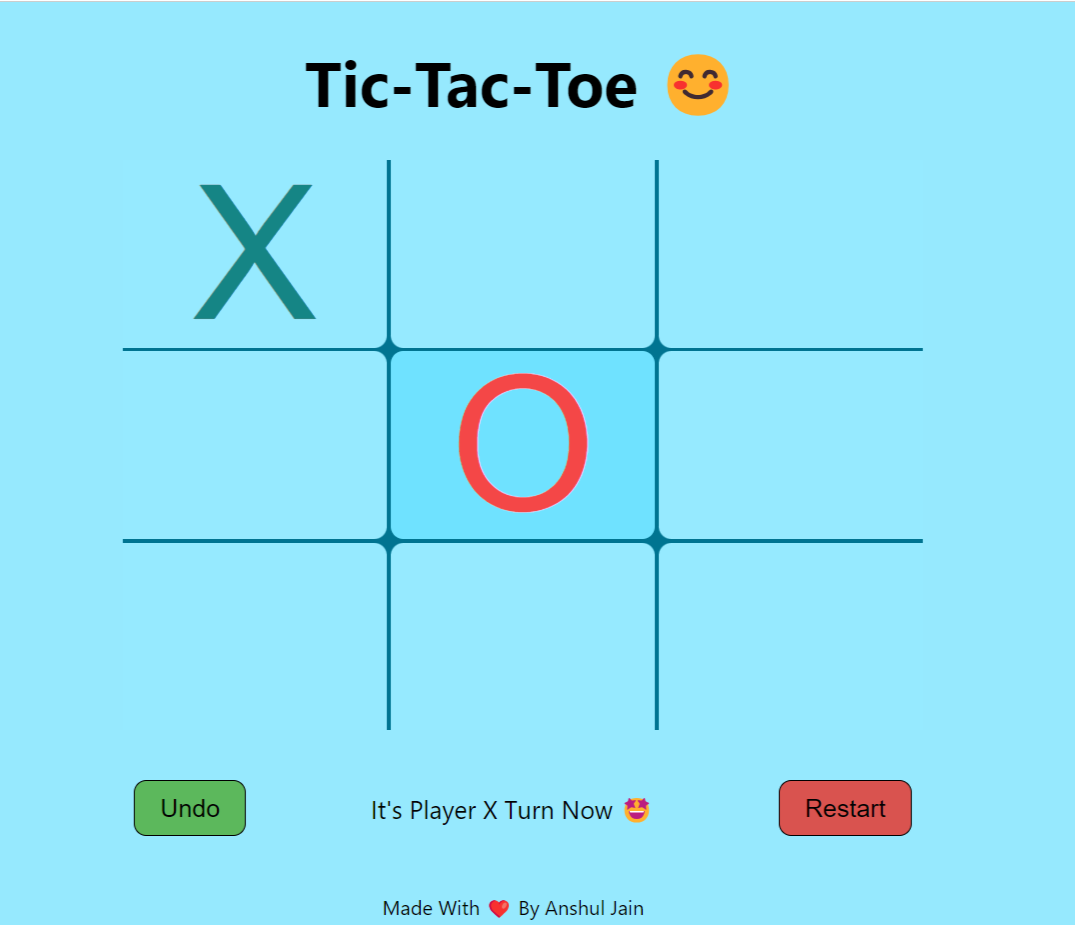 Tic-Tac-Toe 😊
X
O
Undo
It's Player X Turn Now 🤩
Restart
Made With ❤️ By Anshul Jain